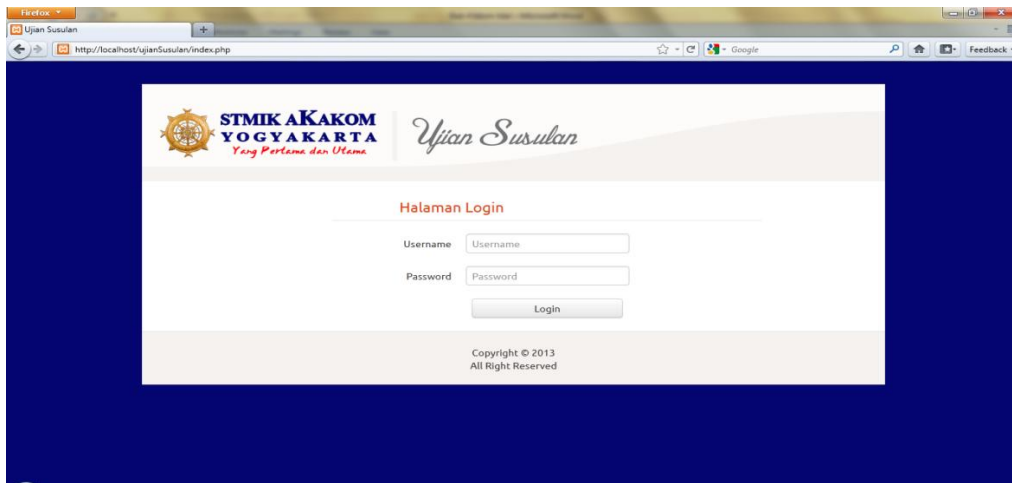 Firefox
Ujian Susulan
http://localhost/ujianSusulan/index.php
Google
Feedback
STMIK AKAKOM
YOGYAKARTA
Yang Pertama dan Utama
Ujian Susulan
Halaman Login
Username
Username
Password
Password
Login
Copyright © 2013
All Right Reserved